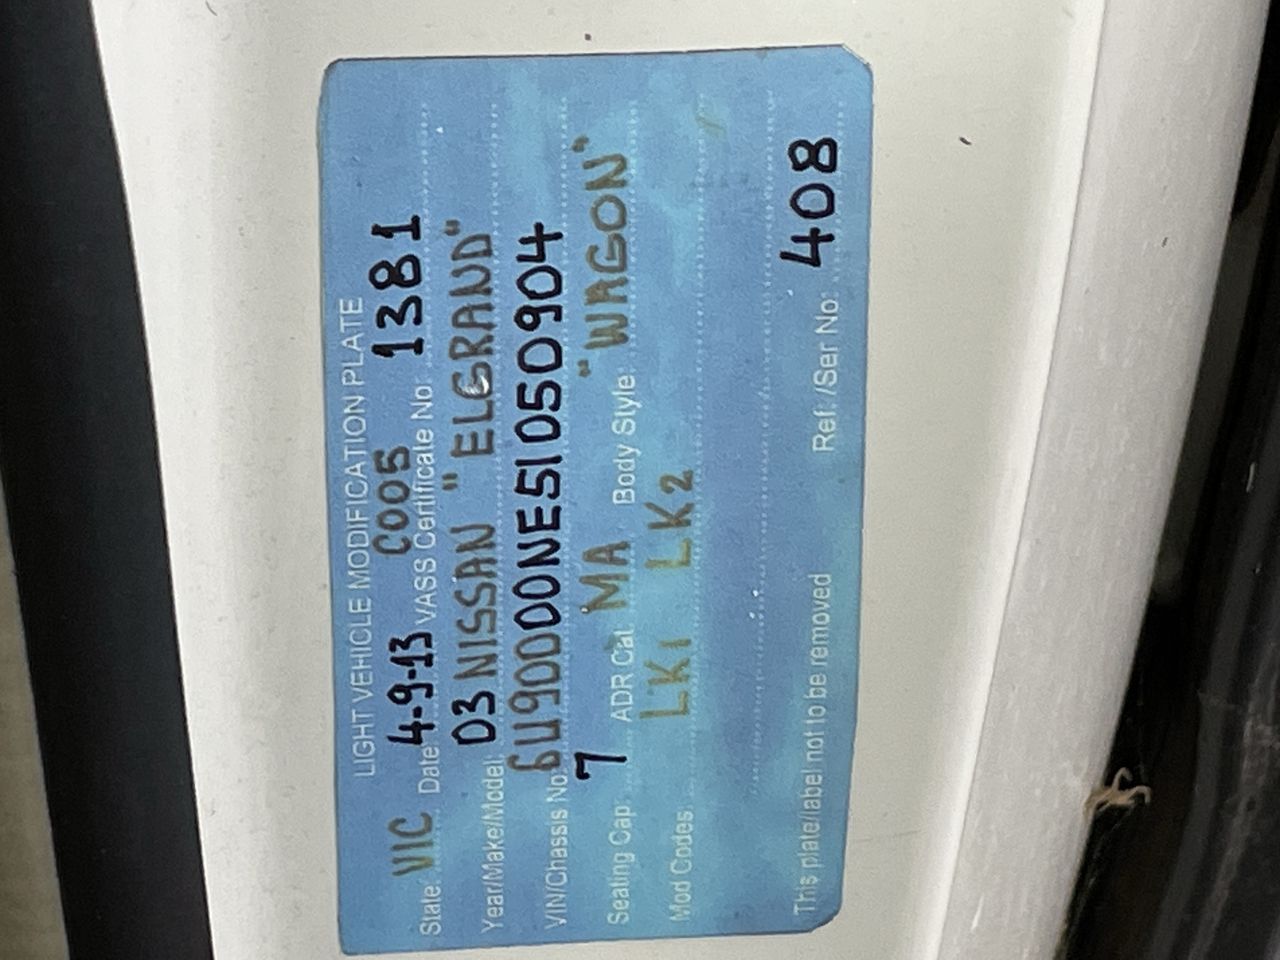 LIGHT VEHICLE MODIFICATION PLATE
State: VIC Date 4-9-13 VASS Certificate No: C005 1381
Year/Make/Model: 03 NISSAN "ELGRAND"
VIN/Chassis No: 6U90000NE51050904
Seating Cap: 7 ADR Cat. MA Body Style: "WAGON"
Mod Codes: LK1 LK2
This plate/label not to be removed Ref. /Ser No: 408